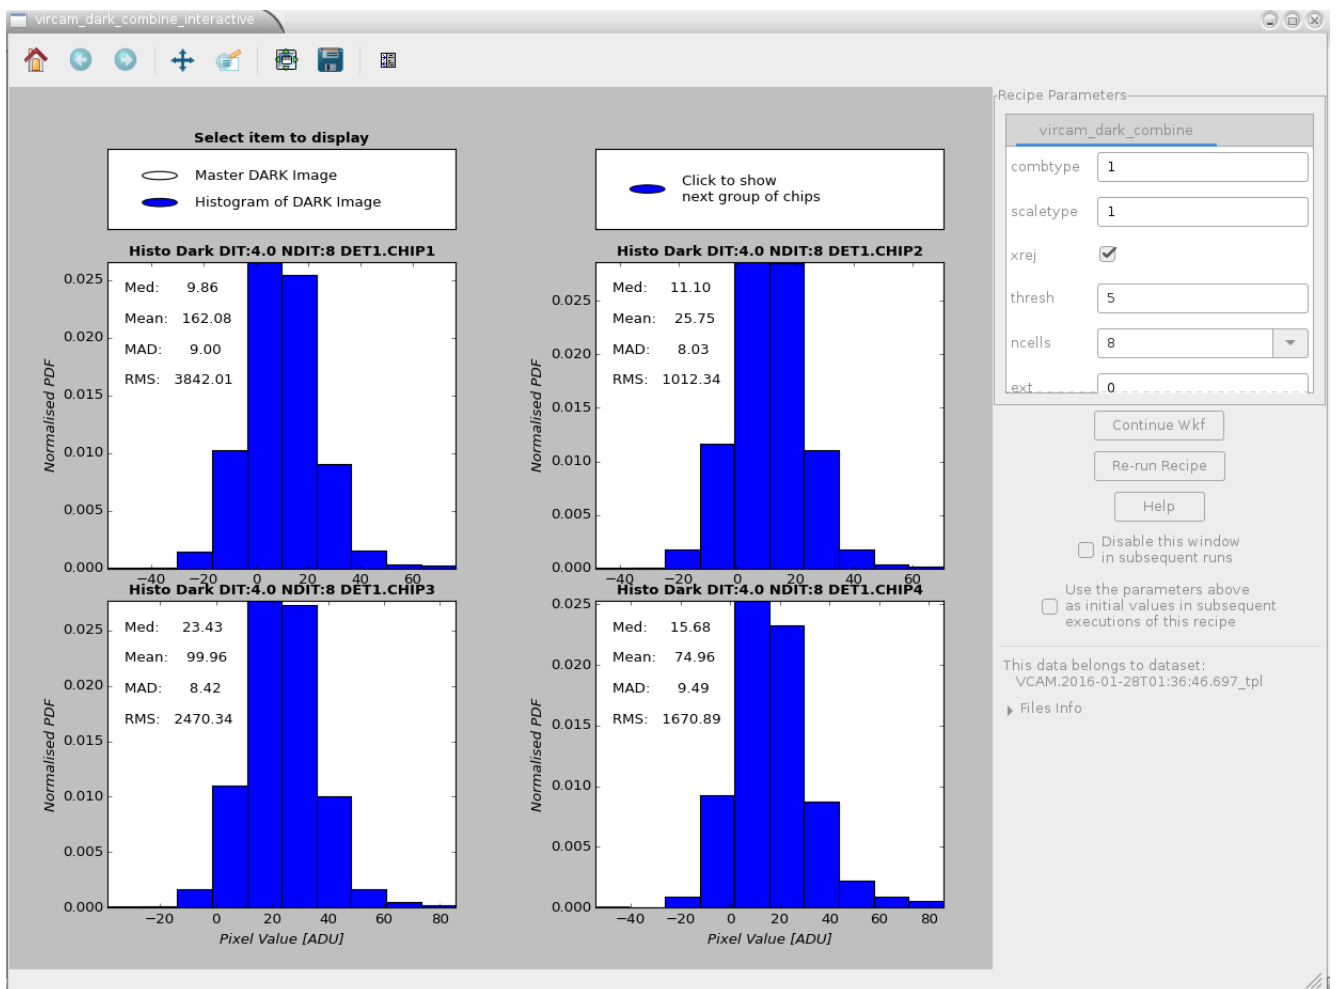 vircam_dark_combine_interactive
Select item to display
Master DARK Image
Histogram of DARK Image
Click to show
next group of chips
Histo Dark DIT:4.0 NDIT:8 DET1.CHIP1
Normalised PDF
0.025
0.020
0.015
0.010
0.005
0.000
Med: 9.86
Mean: 162.08
MAD: 9.00
RMS: 3842.01
−40 −20 0 20 40 60
Histo Dark DIT:4.0 NDIT:8 DET1.CHIP2
Normalised PDF
0.025
0.020
0.015
0.010
0.005
0.000
Med: 11.10
Mean: 25.75
MAD: 8.03
RMS: 1012.34
−40 −20 0 20 40 60
Histo Dark DIT:4.0 NDIT:8 DET1.CHIP3
Normalised PDF
0.025
0.020
0.015
0.010
0.005
0.000
Med: 23.43
Mean: 99.96
MAD: 8.42
RMS: 2470.34
−20 0 20 40 60 80
Pixel Value [ADU]
Histo Dark DIT:4.0 NDIT:8 DET1.CHIP4
Normalised PDF
0.025
0.020
0.015
0.010
0.005
0.000
Med: 15.68
Mean: 74.96
MAD: 9.49
RMS: 1670.89
−40 −20 0 20 40 60 80
Pixel Value [ADU]
Recipe Parameters
vircam_dark_combine
combtype 1
scaletype 1
xrej
thresh 5
ncells 8
ext 0
Continue Wkf
Re-run Recipe
Help
Disable this window
in subsequent runs
Use the parameters above
as initial values in subsequent
executions of this recipe
This data belongs to dataset:
VCAM.2016-01-28T01:36:46.697_tpl
Files Info